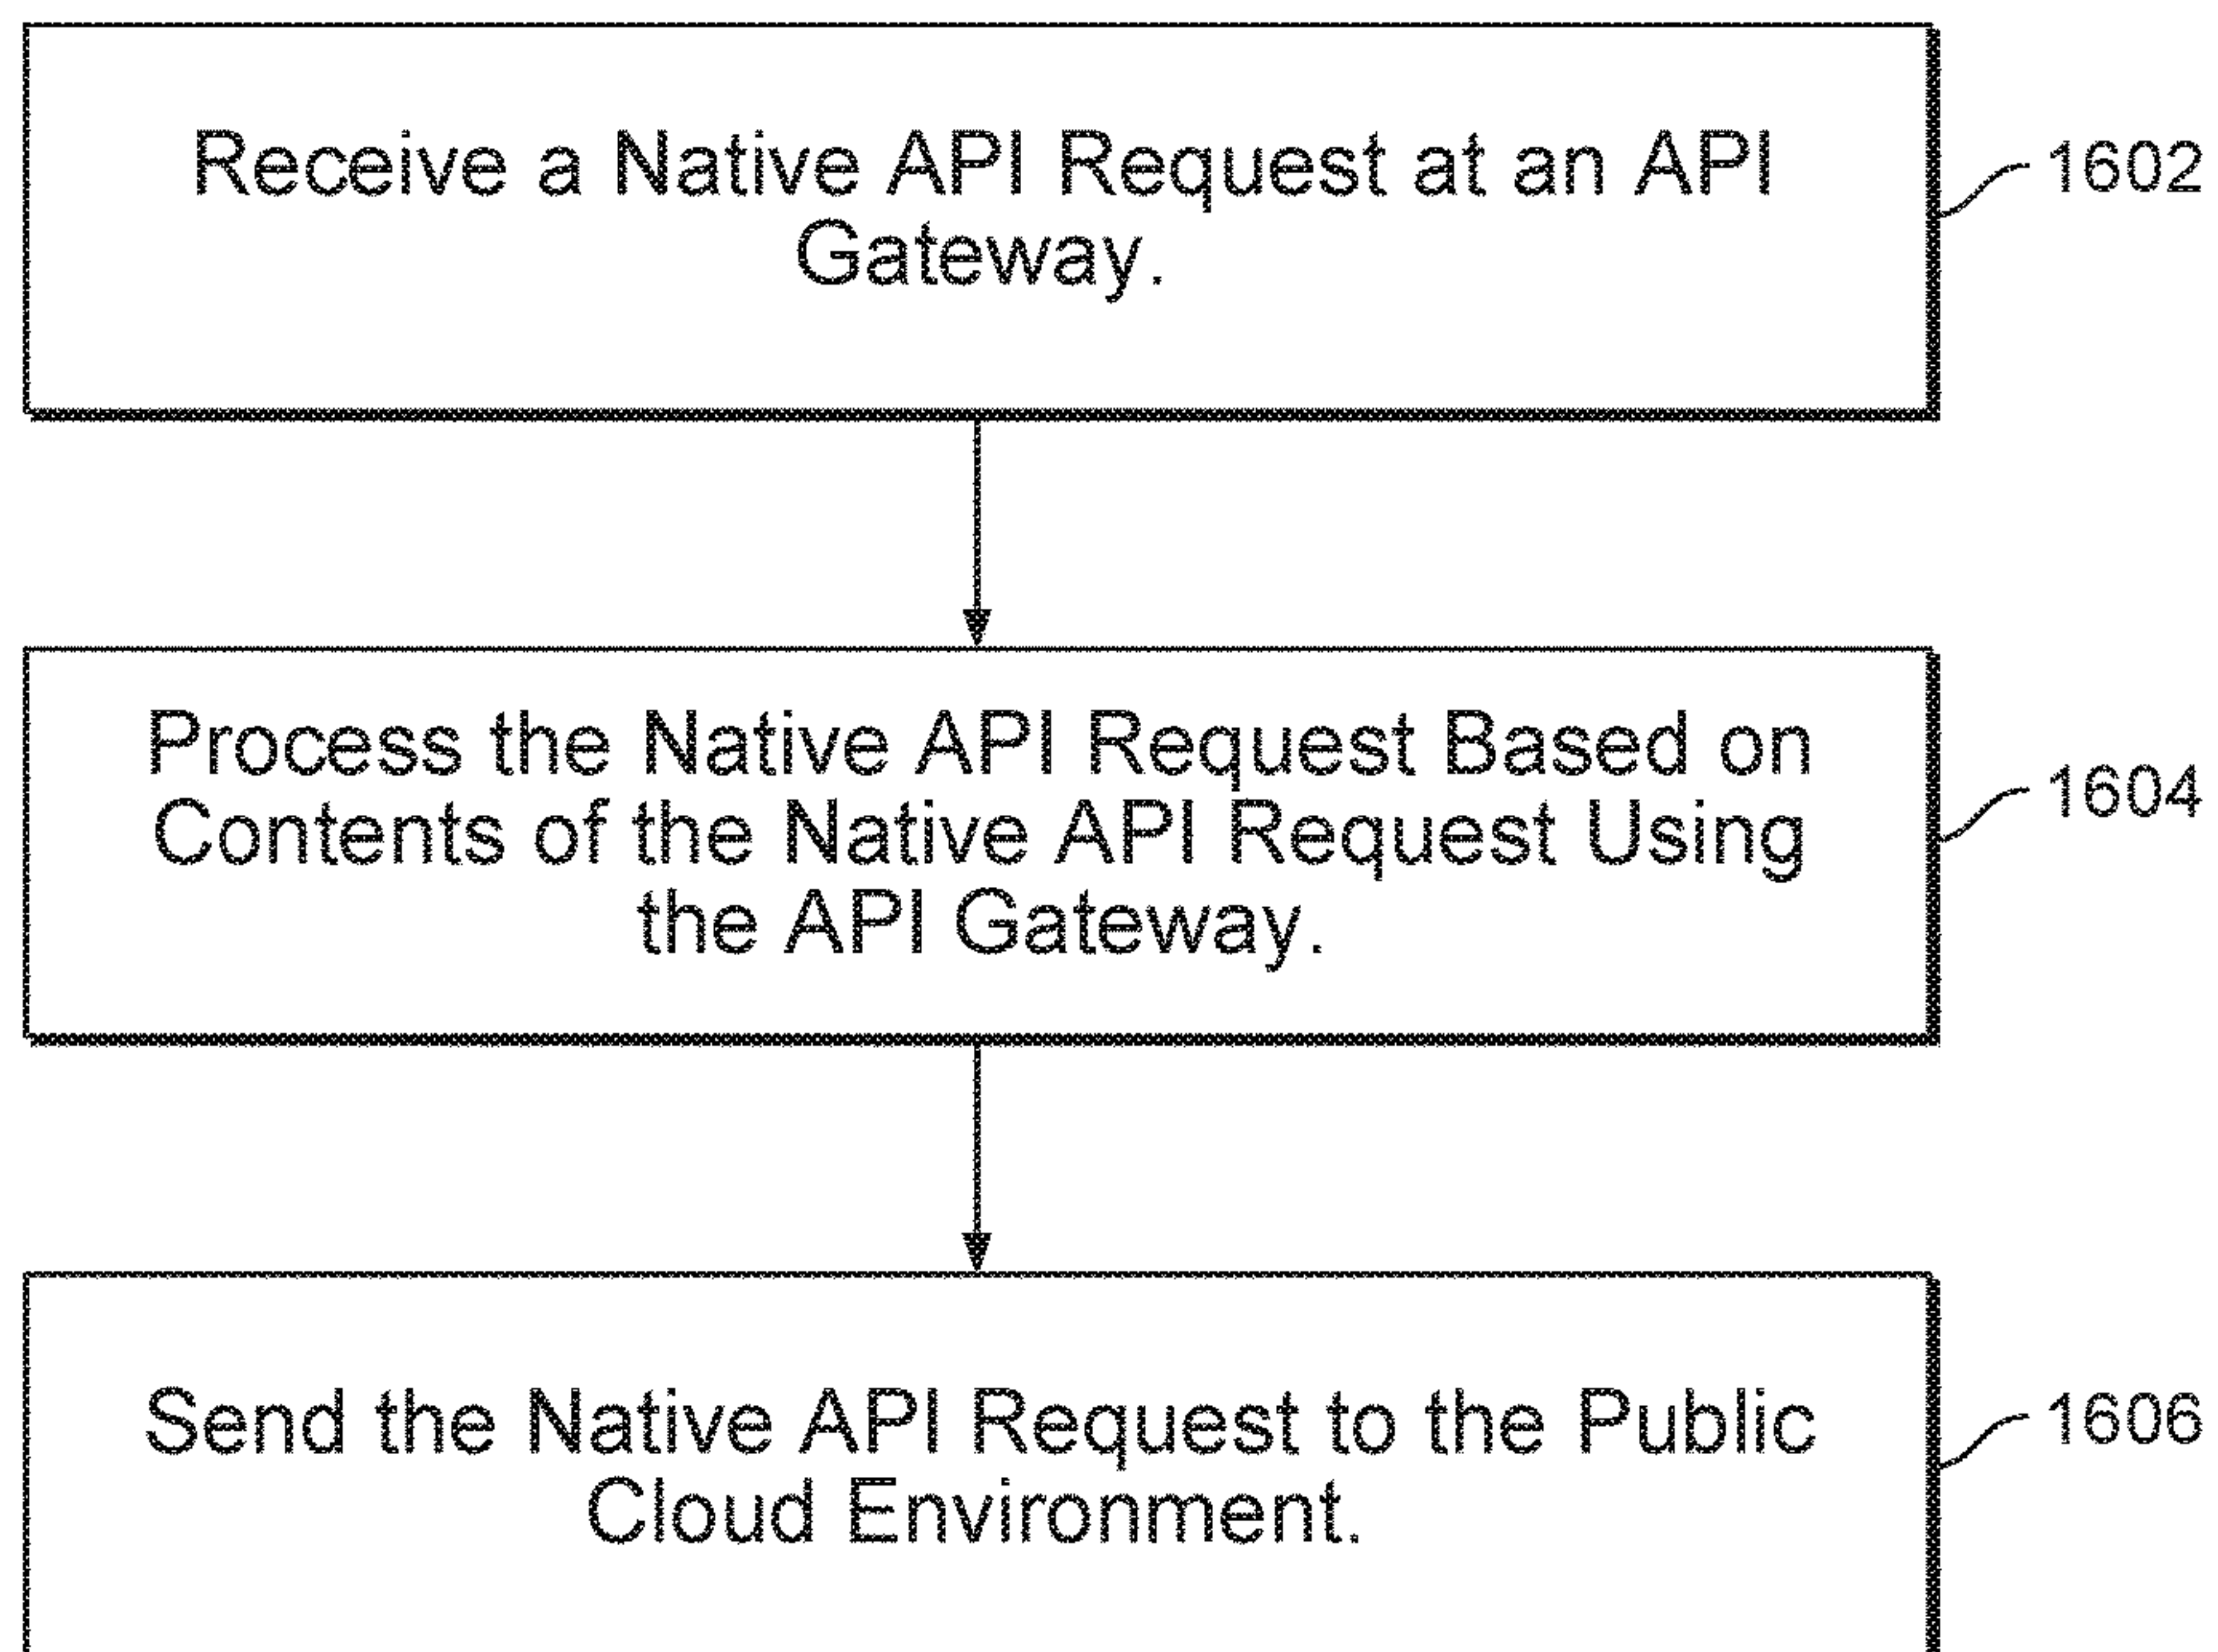 Receive a Native API Request at an API
Gateway.
1602
Process the Native API Request Based on
Contents of the Native API Request Using
the API Gateway.
1604
Send the Native API Request to the Public
Cloud Environment.
1606